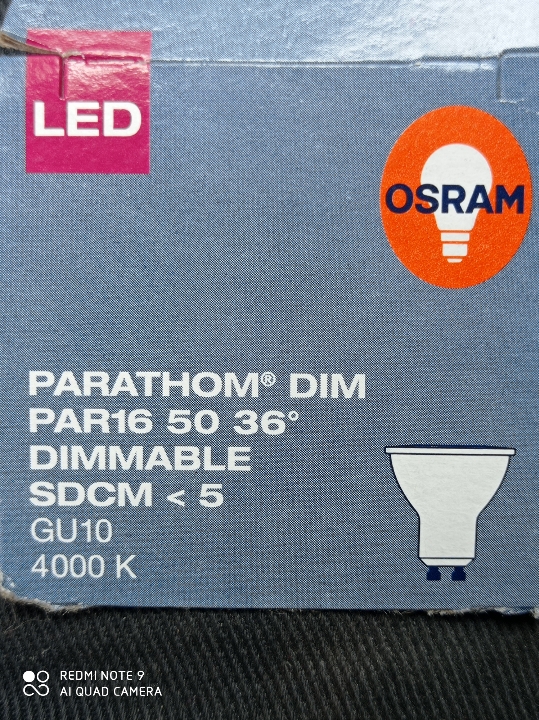 LED
OSRAM
PARATHOM® DIM
PAR16 50 36°
DIMMABLE
SDCM < 5
GU10
4000 K
REDMI NOTE 9
AI QUAD CAMERA